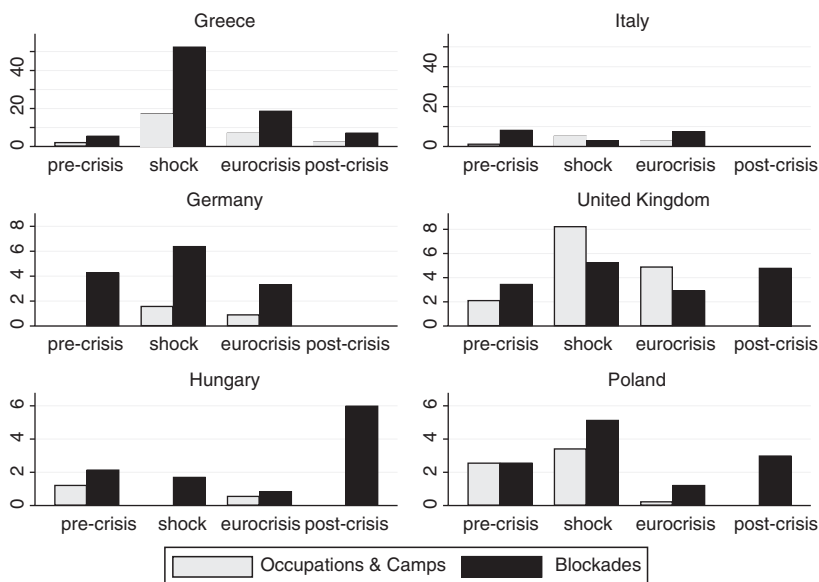 Greece
Italy
40
20
0
pre-crisis shock eurocrisis post-crisis
40
20
0
pre-crisis shock eurocrisis post-crisis
Germany
United Kingdom
8
6
4
2
0
pre-crisis shock eurocrisis post-crisis
8
6
4
2
0
pre-crisis shock eurocrisis post-crisis
Hungary
Poland
6
4
2
0
pre-crisis shock eurocrisis post-crisis
6
4
2
0
pre-crisis shock eurocrisis post-crisis
Occupations & Camps Blockades